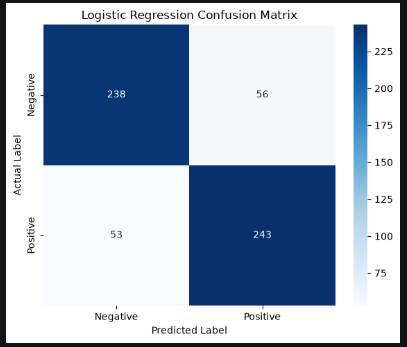 Logistic Regression Confusion Matrix
Actual Label
Negative
238
56
Positive
53
243
Negative
Positive
Predicted Label
225
200
175
150
125
100
75